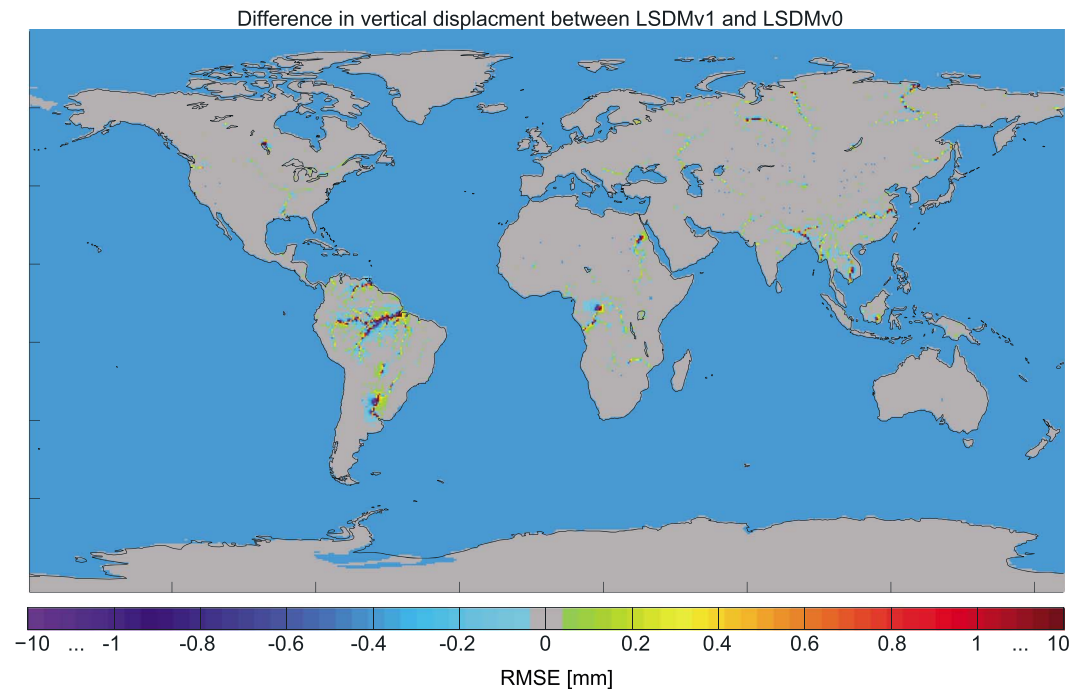 Difference in vertical displacment between LSDMv1 and LSDMv0
−10 ... -1 -0.8 -0.6 -0.4 -0.2 0 0.2 0.4 0.6 0.8 1 ... 10
RMSE [mm]